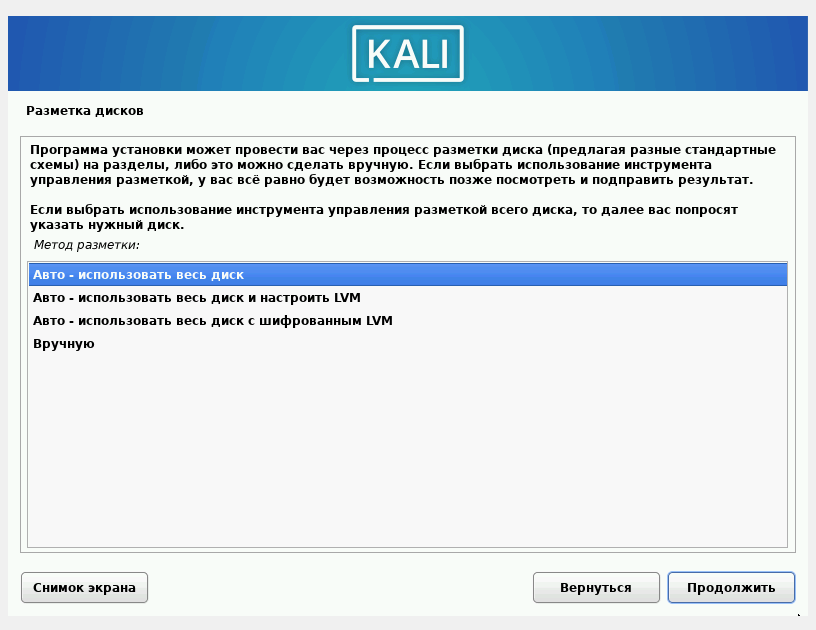 KALI
Разметка дисков
Программа установки может провести вас через процесс разметки диска (предлагая разные стандартные
схемы) на разделы, либо это можно сделать вручную. Если выбрать использование инструмента
управления разметкой, у вас всё равно будет возможность позже посмотреть и подправить результат.
Если выбрать использование инструмента управления разметкой всего диска, то далее вас попросят
указать нужный диск.
Метод разметки:
Авто - использовать весь диск
Авто - использовать весь диск и настроить LVM
Авто - использовать весь диск с шифрованным LVM
Вручную
Снимок экрана
Вернуться
Продолжить